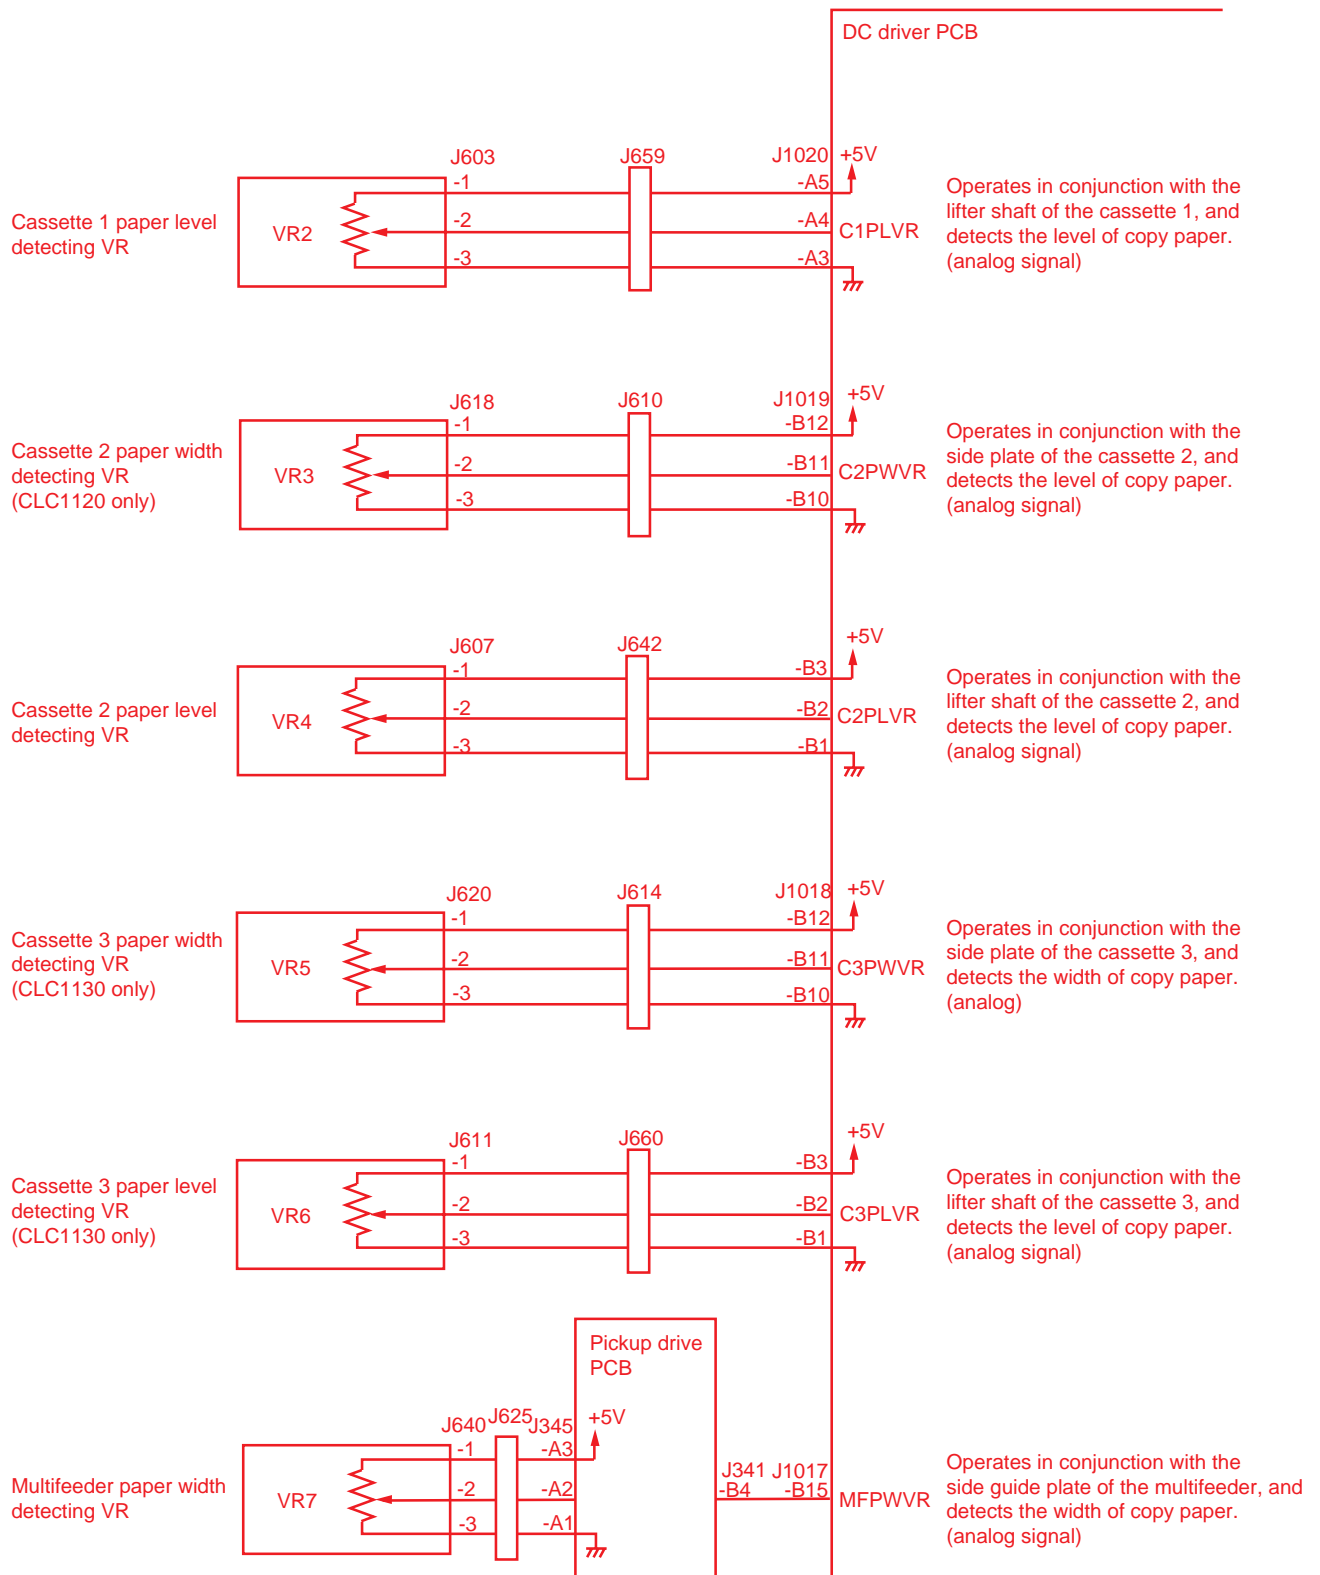 DC driver PCB
J603
J659
J1020
+5V
-1
-A5
Cassette 1 paper level
detecting VR
VR2
-2
-A4
C1PLVR
-3
-A3
Operates in conjunction with the
lifter shaft of the cassette 1, and
detects the level of copy paper.
(analog signal)
J618
J610
J1019
+5V
-1
-B12
Cassette 2 paper width
detecting VR
(CLC1120 only)
VR3
-2
-B11
C2PWVR
-3
-B10
Operates in conjunction with the
side plate of the cassette 2, and
detects the level of copy paper.
(analog signal)
J607
J642
+5V
-1
-B3
Cassette 2 paper level
detecting VR
VR4
-2
-B2
C2PLVR
-3
-B1
Operates in conjunction with the
lifter shaft of the cassette 2, and
detects the level of copy paper.
(analog signal)
J620
J614
J1018
+5V
-1
-B12
Cassette 3 paper width
detecting VR
(CLC1130 only)
VR5
-2
-B11
C3PWVR
-3
-B10
Operates in conjunction with the
side plate of the cassette 3, and
detects the width of copy paper.
(analog)
J611
J660
+5V
-1
-B3
Cassette 3 paper level
detecting VR
(CLC1130 only)
VR6
-2
-B2
C3PLVR
-3
-B1
Operates in conjunction with the
lifter shaft of the cassette 3, and
detects the level of copy paper.
(analog signal)
Pickup drive
PCB
J640
J625
J345
+5V
-1
-A3
Multifeeder paper width
detecting VR
VR7
-2
-A2
-3
-A1
J341
J1017
-B4
-B15
MFPWVR
Operates in conjunction with the
side guide plate of the multifeeder, and
detects the width of copy paper.
(analog signal)